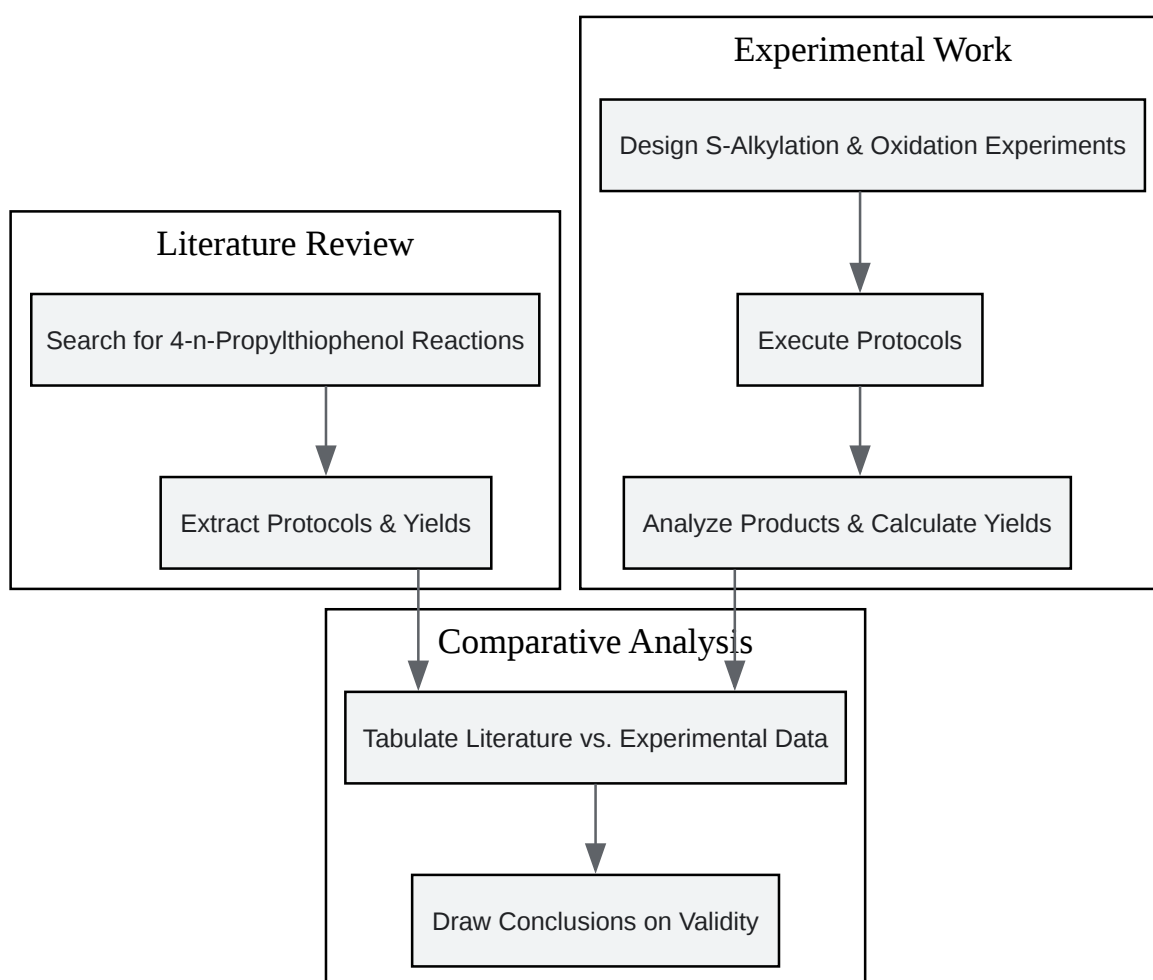 Literature Review
Search for 4-n-Propylthiophenol Reactions
Extract Protocols & Yields
Experimental Work
Design S-Alkylation & Oxidation Experiments
Execute Protocols
Analyze Products & Calculate Yields
Comparative Analysis
Tabulate Literature vs. Experimental Data
Draw Conclusions on Validity